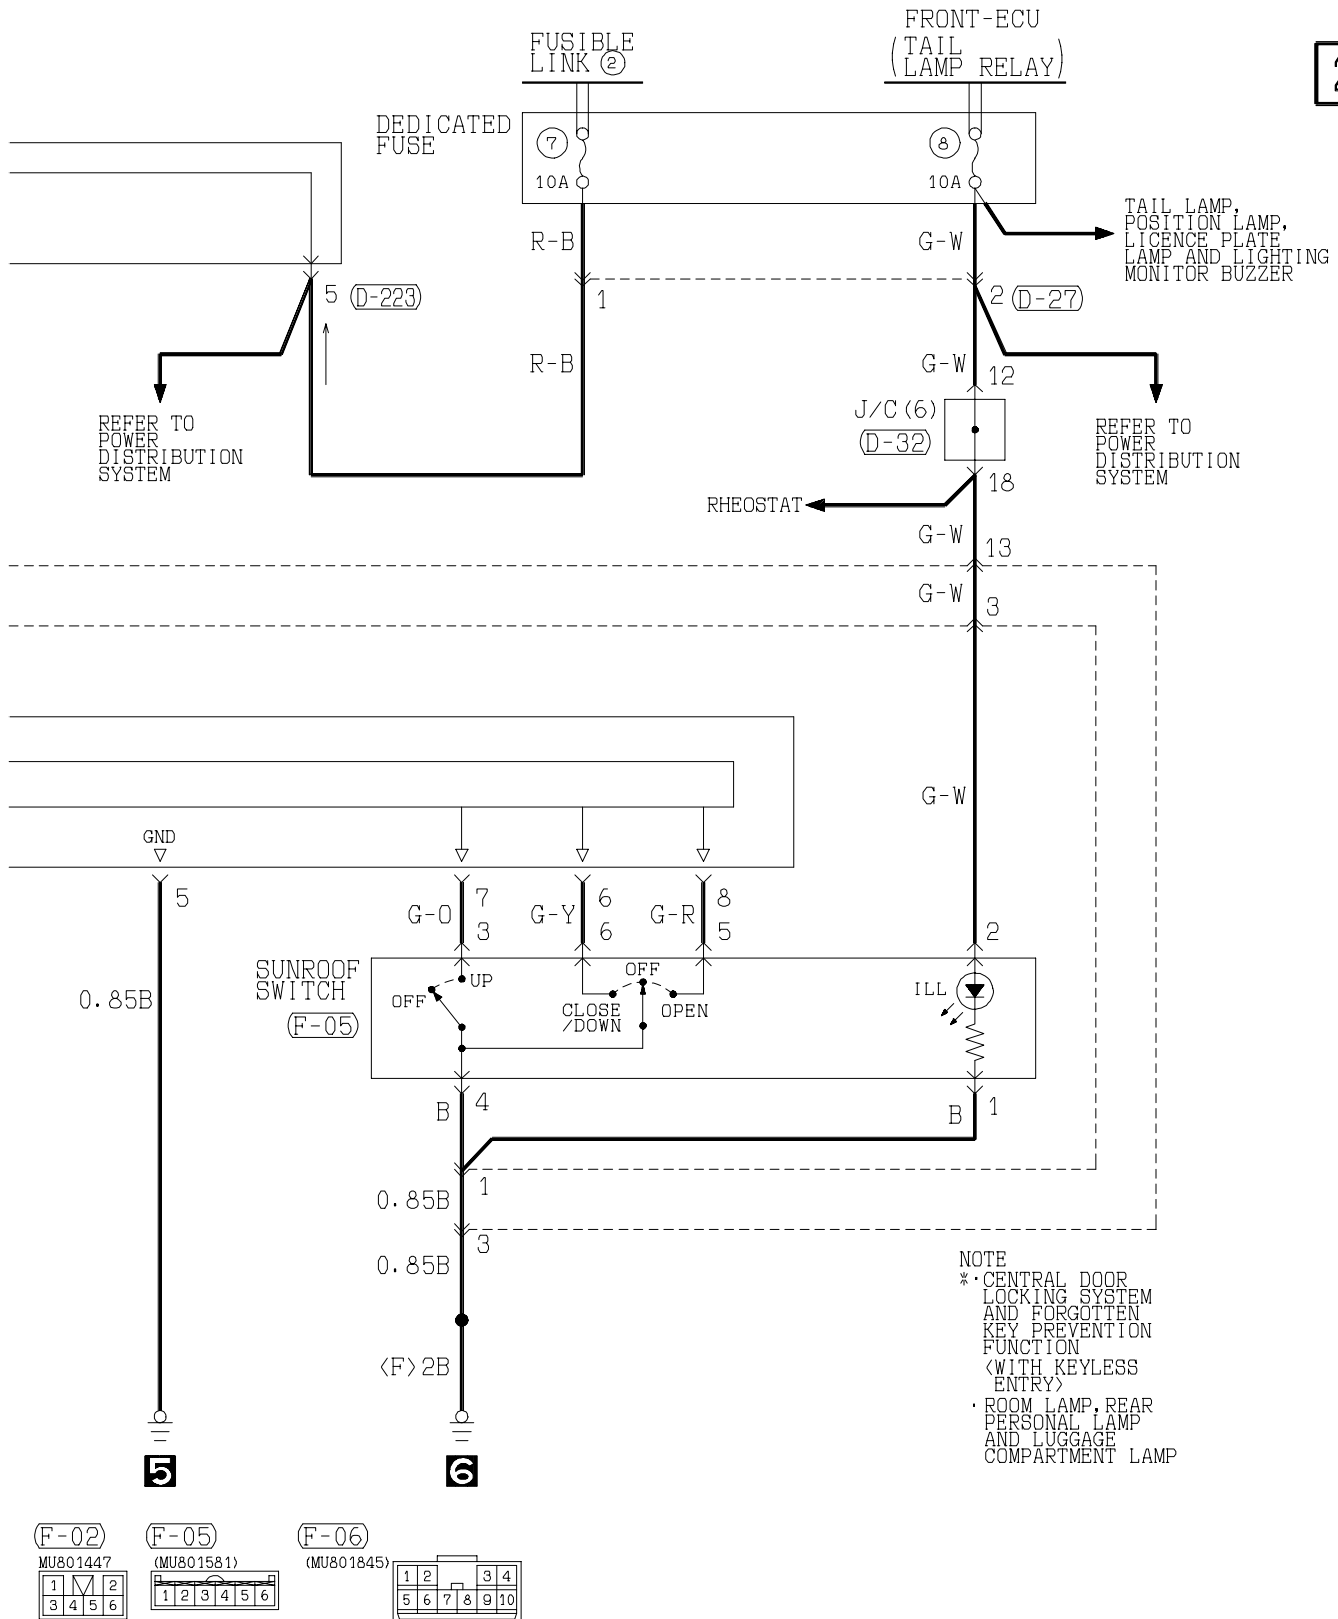 FRONT-ECU
(TAIL
LAMP RELAY)
FUSIBLE
LINK ②
DEDICATED
FUSE
⑦
⑧
10A
10A
TAIL LAMP,
POSITION LAMP,
LICENCE PLATE
LAMP AND LIGHTING
MONITOR BUZZER
R-B
G-W
5 (D-223)
1
2 (D-27)
R-B
G-W
12
J/C(6)
(D-32)
REFER TO
POWER
DISTRIBUTION
SYSTEM
REFER TO
POWER
DISTRIBUTION
SYSTEM
18
RHEOSTAT
G-W
13
G-W
3
G-W
GND
5
7
6
8
G-O
G-Y
G-R
3
6
5
2
SUNROOF
SWITCH
(F-05)
OFF
UP
OFF
CLOSE
/DOWN
OPEN
ILL
0.85B
B
4
B
1
0.85B
1
0.85B
3
<F>2B
5
6
NOTE
※·CENTRAL DOOR
LOCKING SYSTEM
AND FORGOTTEN
KEY PREVENTION
FUNCTION
<WITH KEYLESS
ENTRY>
·ROOM LAMP,REAR
PERSONAL LAMP
AND LUGGAGE
COMPARTMENT LAMP
(F-02)
MU801447
1 2
3 4 5 6
(F-05)
(MU801581)
1 2 3 4 5 6
(F-06)
(MU801845)
1 2 3 4
5 6 7 8 9 10